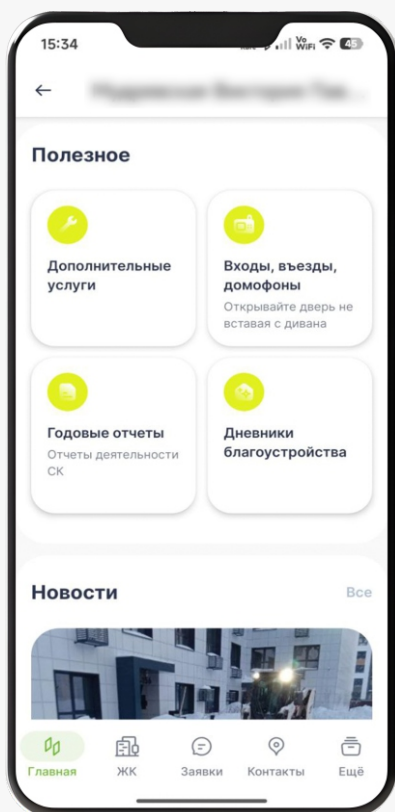 15:34
Vo
WiFi
45
Полезное
Дополнительные
услуги
Входы, въезды,
домофоны
Открывайте дверь не
вставая с дивана
Годовые отчеты
Отчеты деятельности
СК
Дневники
благоустройства
Новости
Все
Главная
ЖК
Заявки
Контакты
Ещё